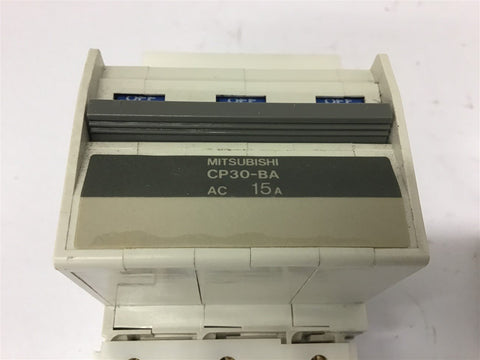 OFF OFF OFF
MITSUBISHI
CP30-BA
AC 15A